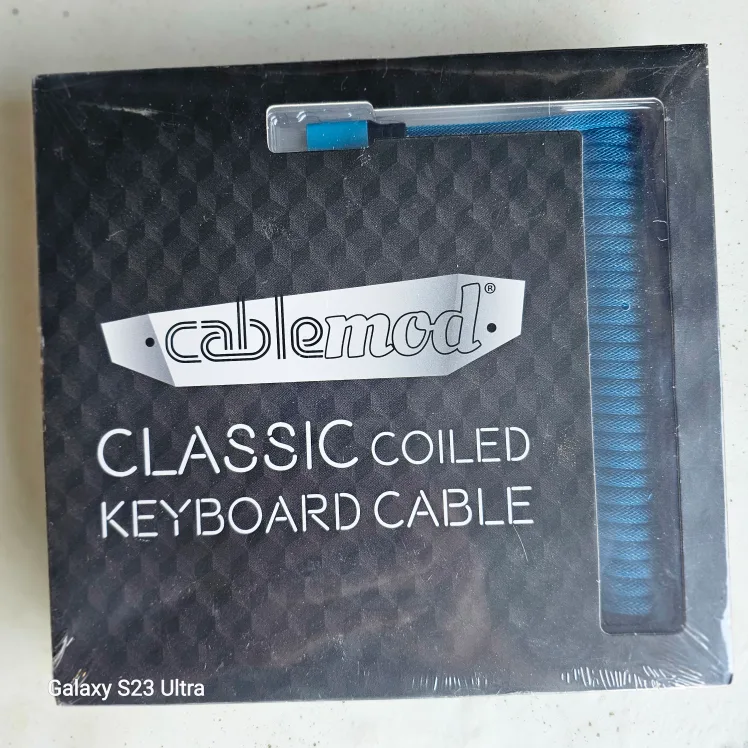 cablemod®
CLASSIC COILED
KEYBOARD CABLE
Galaxy S23 Ultra